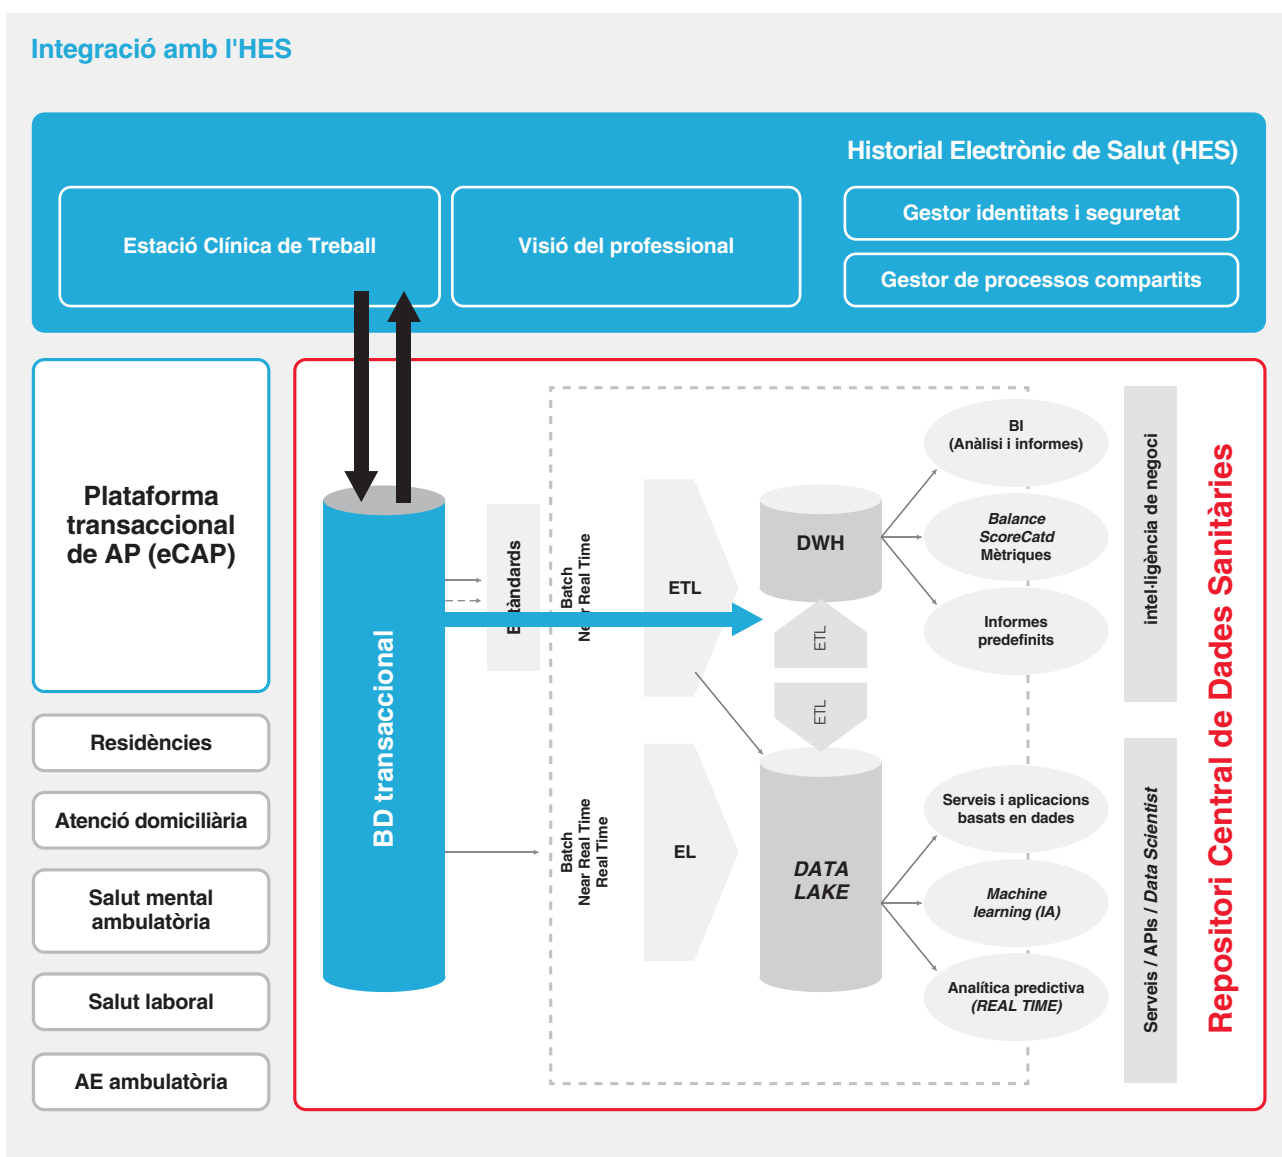 Integració amb l'HES
Historial Electrònic de Salut (HES)
Estació Clínica de Treball
Visió del professional
Gestor identitats i seguretat
Gestor de processos compartits
Plataforma
transaccional
de AP (eCAP)
Residències
Atenció domiciliària
Salut mental
ambulatòria
Salut laboral
AE ambulatòria
BD transaccional
Estàndards
Batch
Near Real Time
ETL
DWH
ETL
ETL
BI
(Anàlisi i informes)
Balance
ScoreCatd
Mètriques
Informes
predefinits
intel·ligència de negoci
Batch
Near Real Time
Real Time
EL
DATA
LAKE
Serveis i aplicacions
basats en dades
Machine
learning (IA)
Analítica predictiva
(REAL TIME)
Serveis / APIs / Data Scientist
Repositori Central de Dades Sanitàries